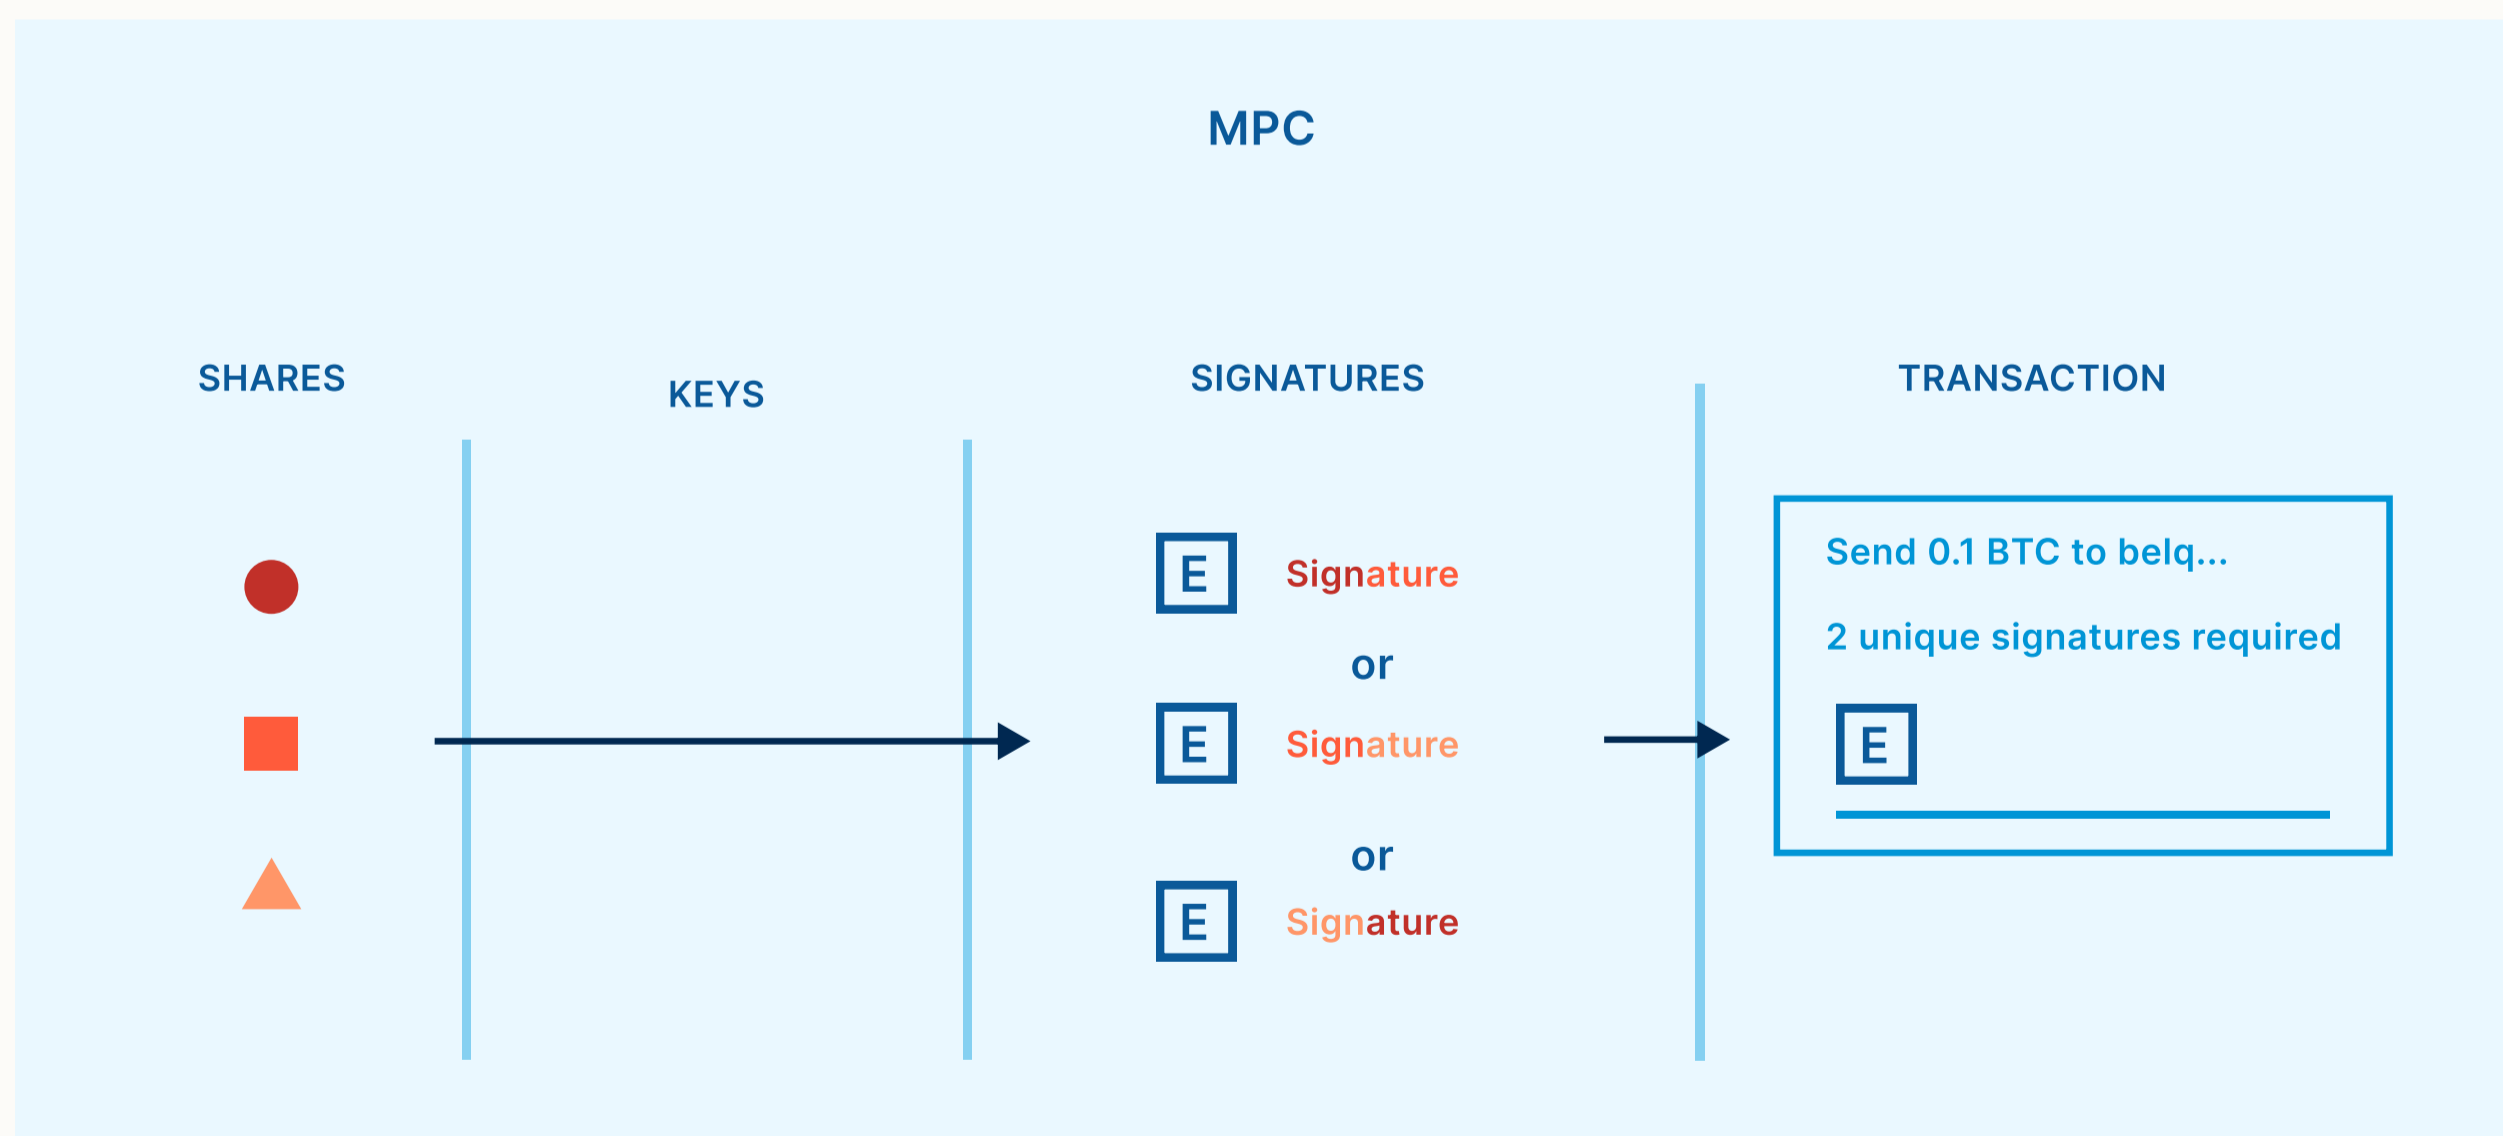 MPC
SHARES
KEYS
SIGNATURES
TRANSACTION
E Signature
or
E Signature
or
E Signature
Send 0.1 BTC to belq...
2 unique signatures required
E